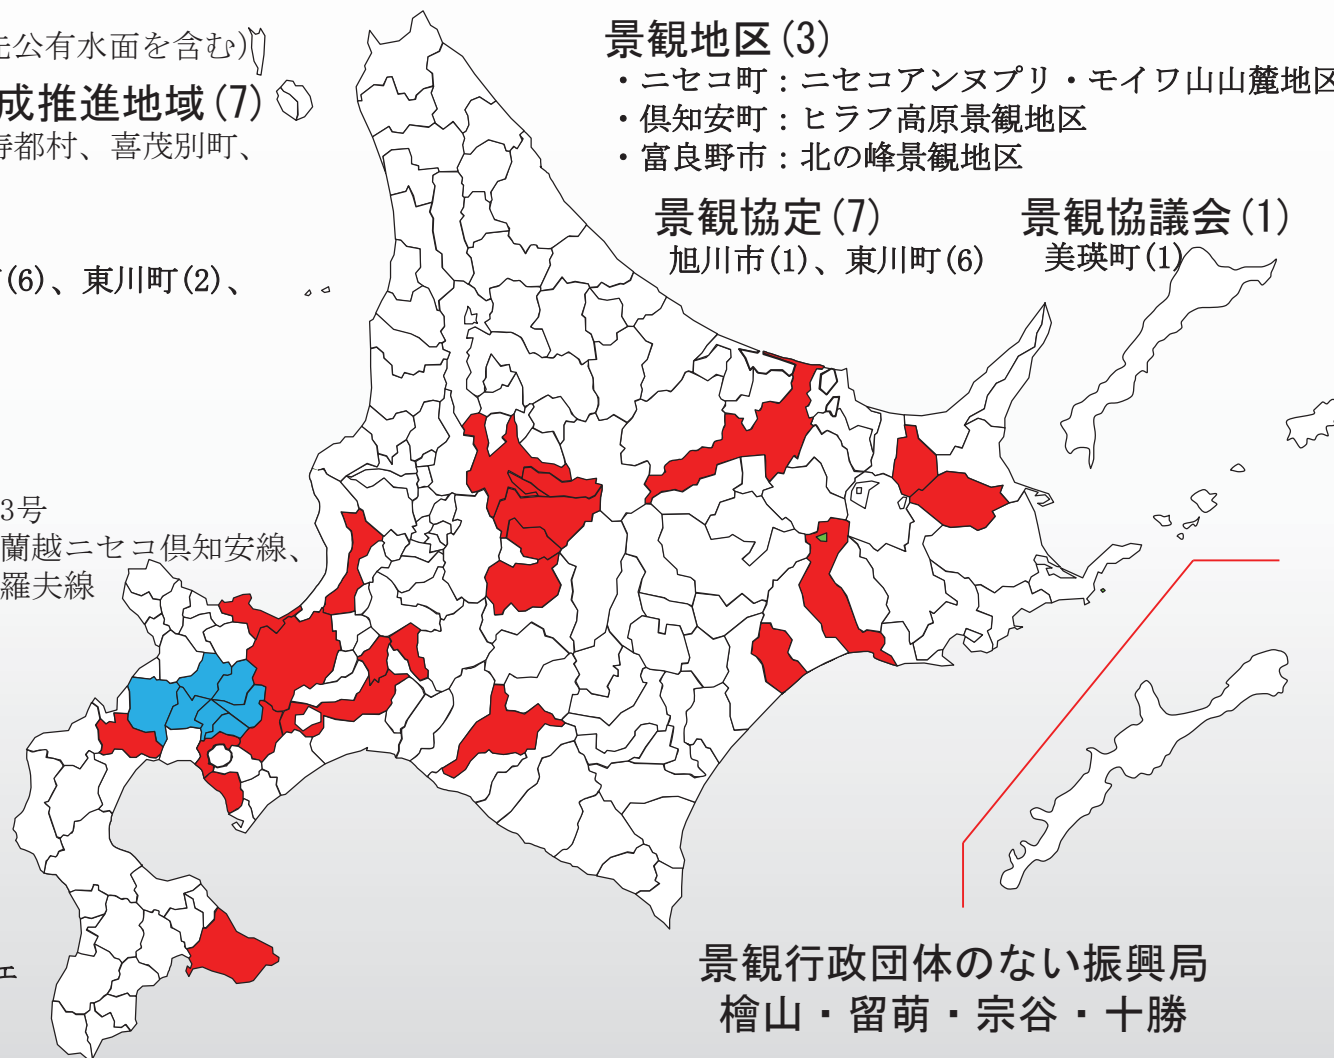 先公有水面を含む)
成推進地域(7)
寿都村、喜茂別町、
(6)、東川町(2)、
3号
蘭越ニセコ倶知安線、
羅夫線
景観地区(3)
・ニセコ町：ニセコアンヌプリ・モイワ山山麓地区
・倶知安町：ヒラフ高原景観地区
・富良野市：北の峰景観地区
景観協定(7)
旭川市(1)、東川町(6)
景観協議会(1)
美瑛町(1)
ェ
景観行政団体のない振興局
檜山・留萌・宗谷・十勝